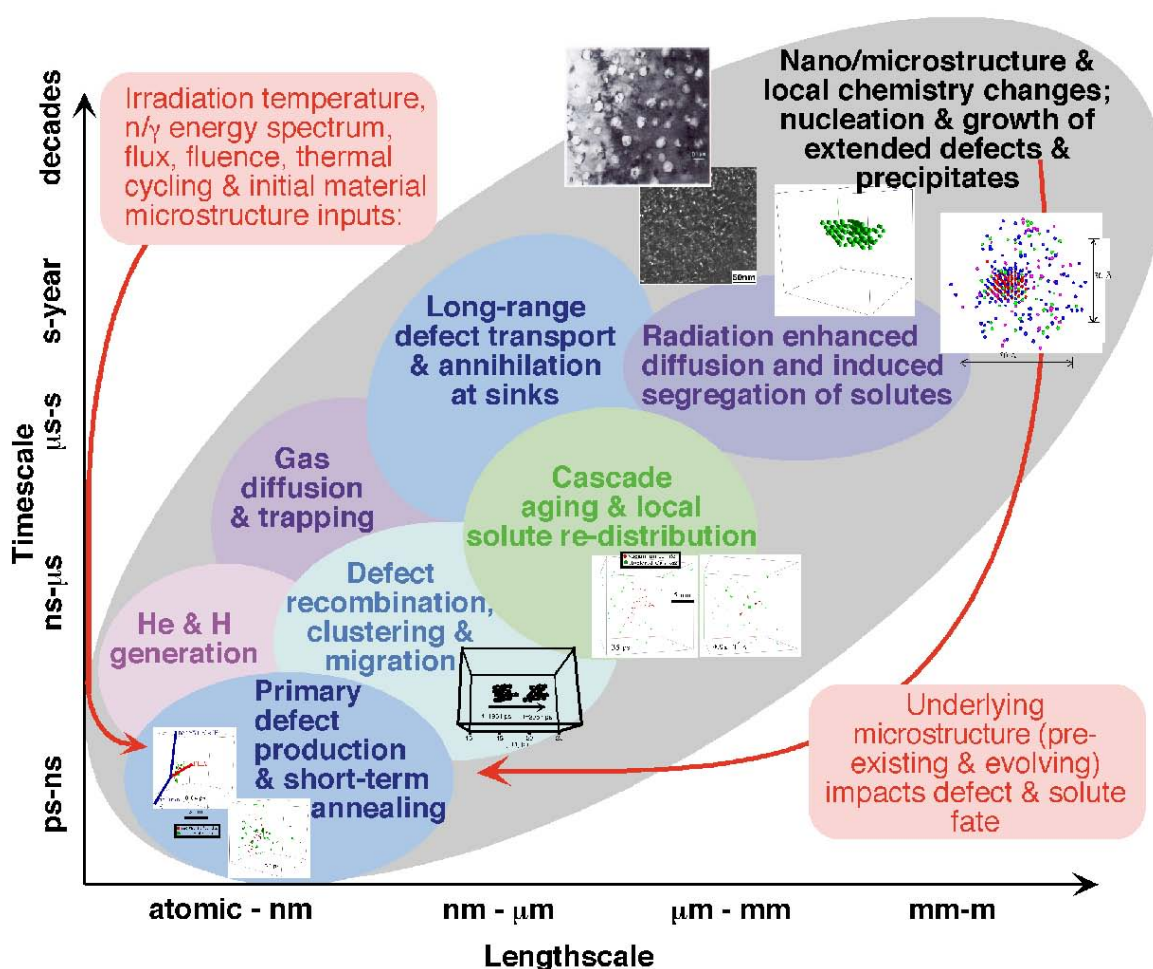 decades
s-year
μs-s
ns-μs
ps-ns
Timescale
Irradiation temperature,
n/γ energy spectrum,
flux, fluence, thermal
cycling & initial material
microstructure inputs:
Nano/microstructure &
local chemistry changes;
nucleation & growth of
extended defects &
precipitates
50nm
Long-range
defect transport
& annihilation
at sinks
Radiation enhanced
diffusion and induced
segregation of solutes
Gas
diffusion
& trapping
Cascade
aging & local
solute re-distribution
Defect
recombination,
clustering &
migration
He & H
generation
Primary
defect
production
& short-term
annealing
Underlying
microstructure (pre-
existing & evolving)
impacts defect & solute
fate
atomic - nm
nm - μm
μm - mm
mm-m
Lengthscale